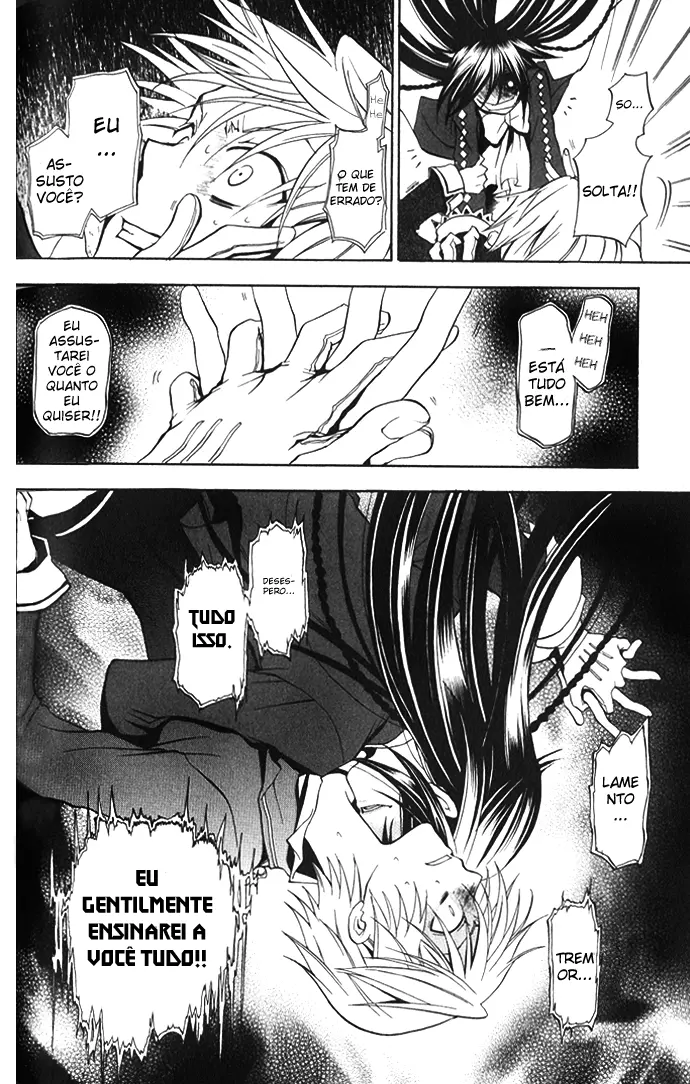 SO...
SOLTA!!
HE
HE
O QUE
TEM DE
ERRADO?
EU
...
AS-
SUSTO
VOCÊ?
HEH
HEH
HEH
—
ESTÁ
TUDO
BEM...
EU
ASSUS-
TAREI
VOCÊ O
QUANTO
EU
QUISER!!
DESES-
PERO...
TUDO
ISSO.
LAME
NTO
...
TREM
OR...
EU
GENTILMENTE
ENSINAREI A
VOCÊ TUDO!!